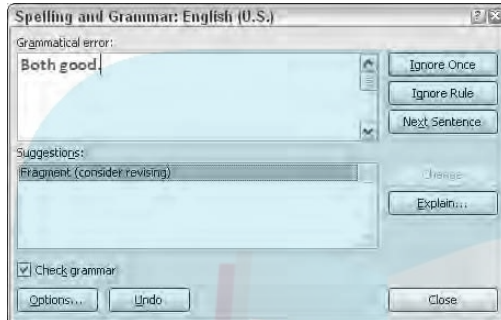 Spelling and Grammar: English (U.S.)
Grammatical error:
Both good.
Ignore Once
Ignore Rule
Next Sentence
Suggestions:
Fragment (consider revising)
Change
Explain...
Check grammar
Options...
Undo
Close